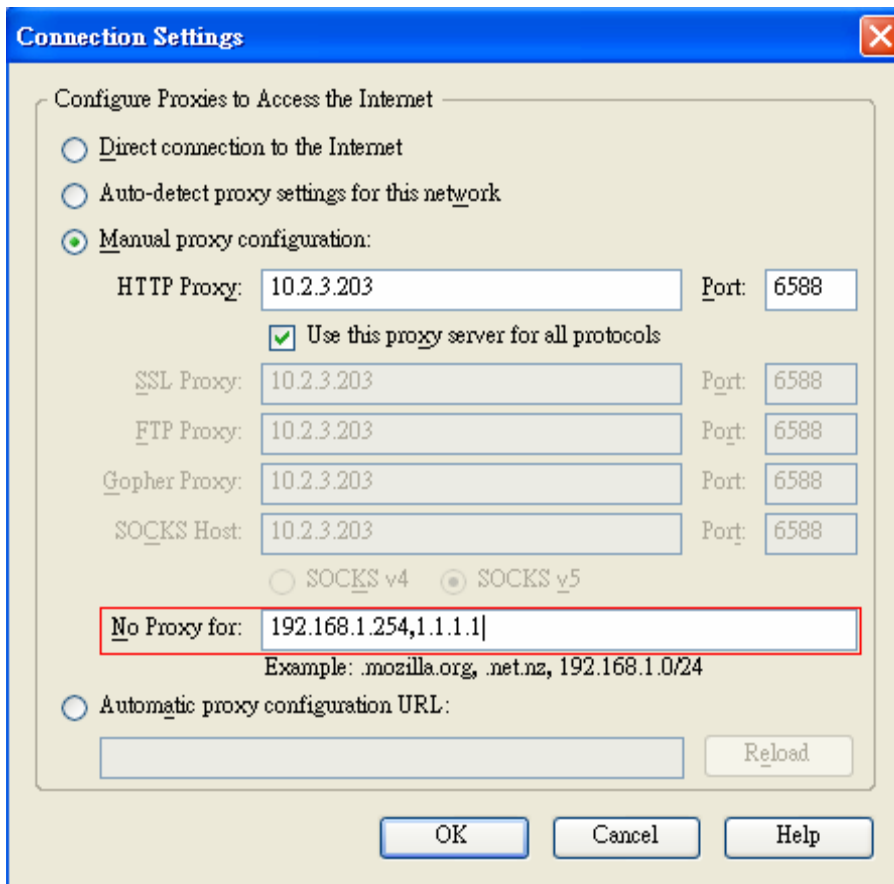 Connection Settings
Configure Proxies to Access the Internet
Direct connection to the Internet
Auto-detect proxy settings for this network
Manual proxy configuration:
HTTP Proxy: 10.2.3.203 Port: 6588
Use this proxy server for all protocols
SSL Proxy: 10.2.3.203 Port: 6588
FTP Proxy: 10.2.3.203 Port: 6588
Gopher Proxy: 10.2.3.203 Port: 6588
SOCKS Host: 10.2.3.203 Port: 6588
SOCKS v4 SOCKS v5
No Proxy for: 192.168.1.254,1.1.1.1
Example: .mozilla.org, .net.nz, 192.168.1.0/24
Automatic proxy configuration URL:
Reload
OK Cancel Help